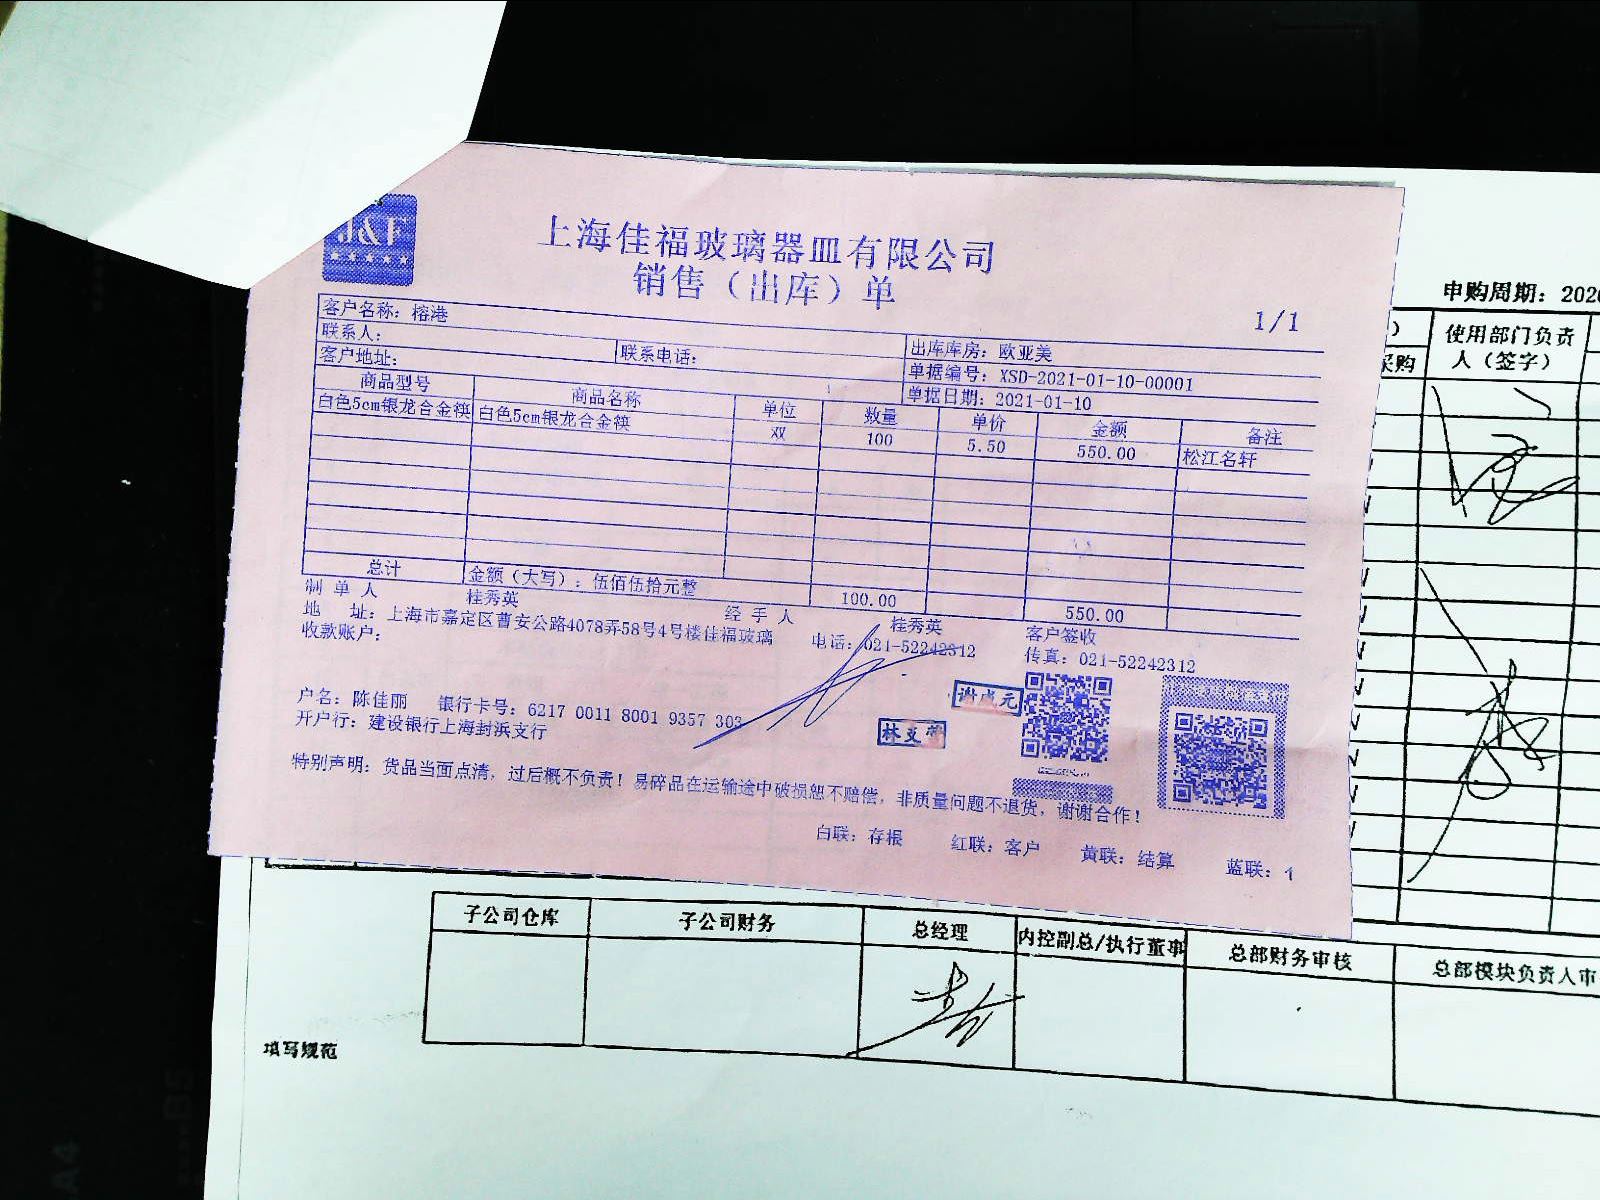 上海佳福玻璃器皿有限公司
销售（出库）单
1/1
客户名称：榕港
联系人：
出库库房：欧亚美
客户地址：
联系电话：
单据编号：XSD-2021-01-10-00001
单据日期：2021-01-10
商品型号 商品名称 单位 数量 单价 金额 备注
白色5cm银龙合金筷 白色5cm银龙合金筷 双 100 5.50 550.00 松江名轩
总计 金额（大写）：伍佰伍拾元整 100.00 550.00
制单人 桂秀英 经手人 桂秀英 客户签收
地 址：上海市嘉定区曹安公路4078弄58号4号楼佳福玻璃 电话：021-52242312 传真：021-52242312
收款账户：
户名：陈佳丽 银行卡号：6217 0011 8001 9357 303
开户行：建设银行上海封浜支行
特别声明：货品当面点清，过后概不负责！易碎品在运输途中破损恕不赔偿，非质量问题不退货，谢谢合作！
白联：存根 红联：客户 黄联：结算 蓝联：
申购周期：202
使用部门负责
人（签字）
采购
子公司仓库 子公司财务 总经理 内控副总/执行董事 总部财务审核 总部模块负责人审
填写规范
A4